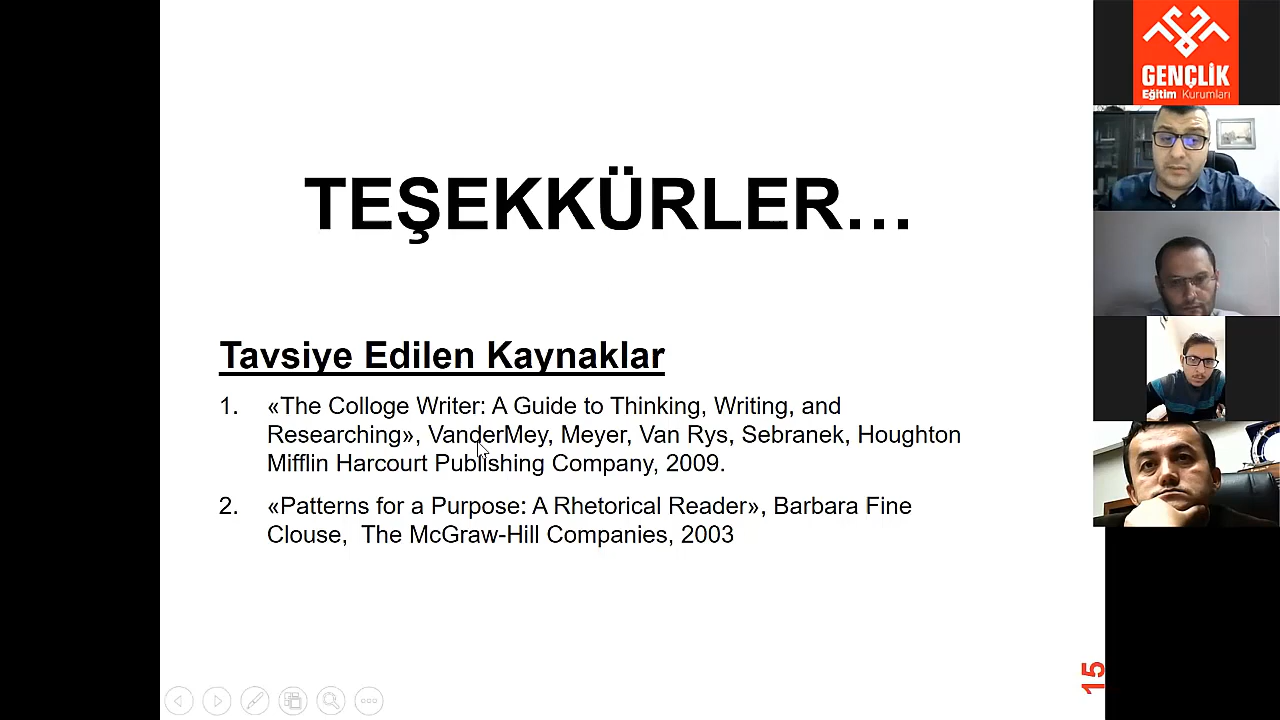 TEŞEKKÜRLER…
Tavsiye Edilen Kaynaklar
1. «The Colloge Writer: A Guide to Thinking, Writing, and
Researching», VanderMey, Meyer, Van Rys, Sebranek, Houghton
Mifflin Harcourt Publishing Company, 2009.
2. «Patterns for a Purpose: A Rhetorical Reader», Barbara Fine
Clouse, The McGraw-Hill Companies, 2003
15
GENÇLİK
Eğitim Kurumları